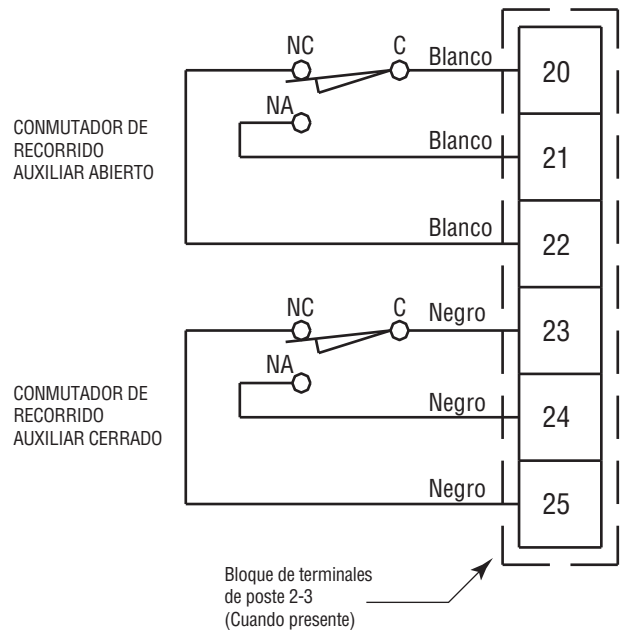 NC
C
Blanco
20
NA
CONMUTADOR DE
RECORRIDO
AUXILIAR ABIERTO
Blanco
21
Blanco
22
NC
C
Negro
23
NA
CONMUTADOR DE
RECORRIDO
AUXILIAR CERRADO
Negro
24
Negro
25
Bloque de terminales
de poste 2-3
(Cuando presente)